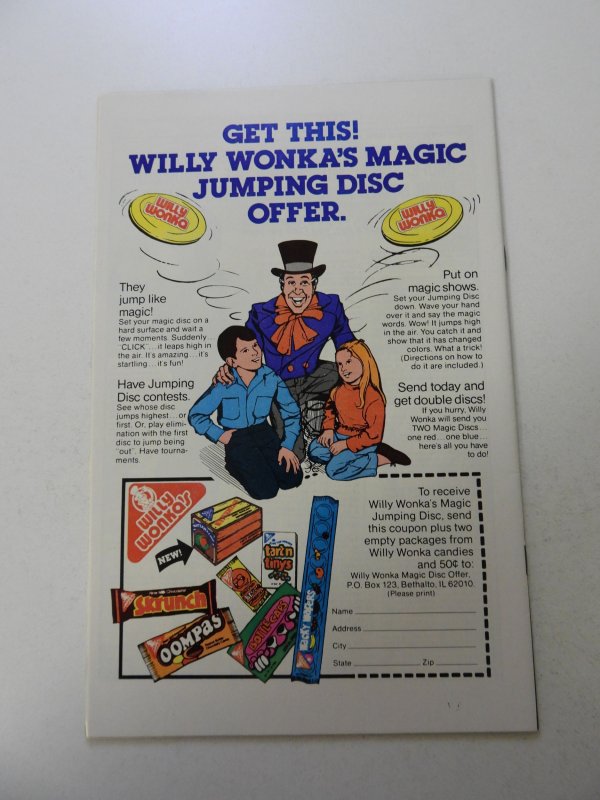 GET THIS!
WILLY WONKA'S MAGIC
JUMPING DISC
OFFER.
WILLY
WONKA
WILLY
WONKA
They
jump like
magic!
Set your magic disc on a
hard surface and wait a
few moments. Suddenly...
"CLICK"... it leaps high in
the air. It's amazing...it's
startling...it's fun!
Have Jumping
Disc contests.
See whose disc
jumps highest...or
first. Or, play elimi-
nation with the first
disc to jump being
"out". Have tourna-
ments.
Put on
magic shows.
Set your Jumping Disc
down. Wave your hand
over it and say the magic
words. Wow! It jumps high
in the air. You catch it and
show that it has changed
colors. What a trick!
(Directions on how to
do it are included.)
Send today and
get double discs!
If you hurry, Willy
Wonka will send you
TWO Magic Discs...
one red...one blue...
here's all you have
to do!
WILLY
WONKA'S
NEW!
tart n
tinys
Skrunch
OOMPAS
BOTTLE CAPS
WACKY WAFERS
To receive
Willy Wonka's Magic
Jumping Disc, send
this coupon plus two
empty packages from
Willy Wonka candies
and 50¢ to:
Willy Wonka Magic Disc Offer,
P.O. Box 123, Bethalto, IL 62010.
(Please print)
Name
Address
City
State Zip